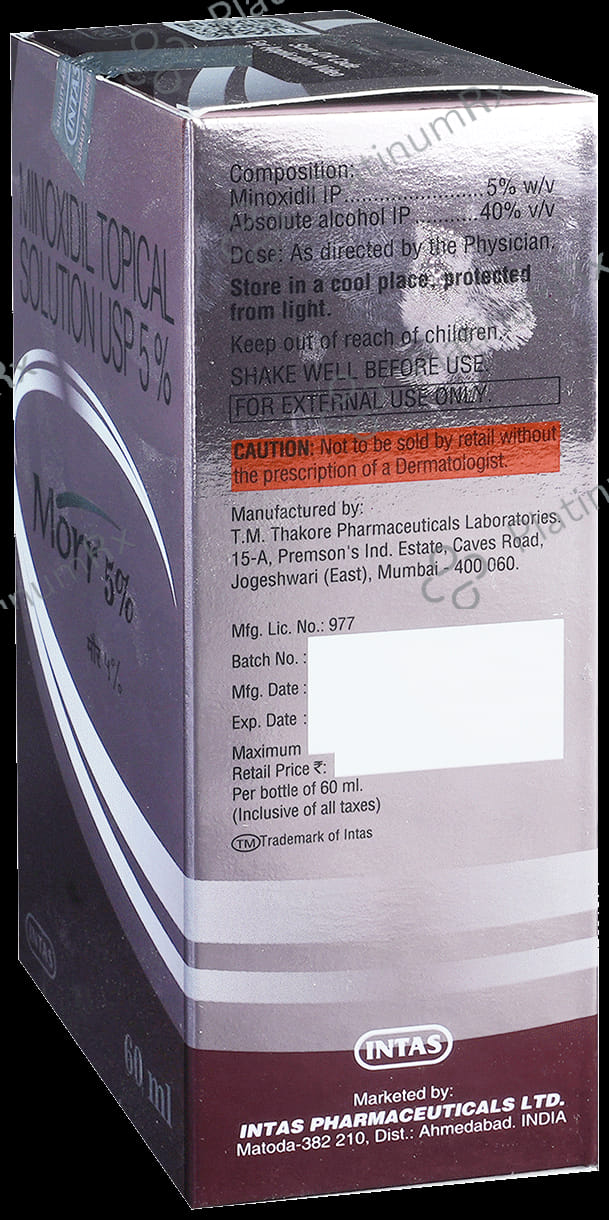 INTAS
MINOXIDIL TOPICAL
SOLUTION USP 5 %
Morr 5%
मौर ५%
INTAS
60 ml
Composition:
Minoxidil IP ........................ 5% w/v
Absolute alcohol IP .......... 40% v/v
Dose: As directed by the Physician.
Store in a cool place, protected
from light.
Keep out of reach of children.
SHAKE WELL BEFORE USE.
FOR EXTERNAL USE ONLY.
CAUTION: Not to be sold by retail without
the prescription of a Dermatologist.
Manufactured by:
T.M. Thakore Pharmaceuticals Laboratories.
15-A, Premson's Ind. Estate, Caves Road,
Jogeshwari (East), Mumbai - 400 060.
Mfg. Lic. No.: 977
Batch No. :
Mfg. Date :
Exp. Date :
Maximum
Retail Price ₹:
Per bottle of 60 ml.
(Inclusive of all taxes)
TM Trademark of Intas
INTAS
Marketed by:
INTAS PHARMACEUTICALS LTD.
Matoda-382 210, Dist.: Ahmedabad. INDIA
PlatinumRx